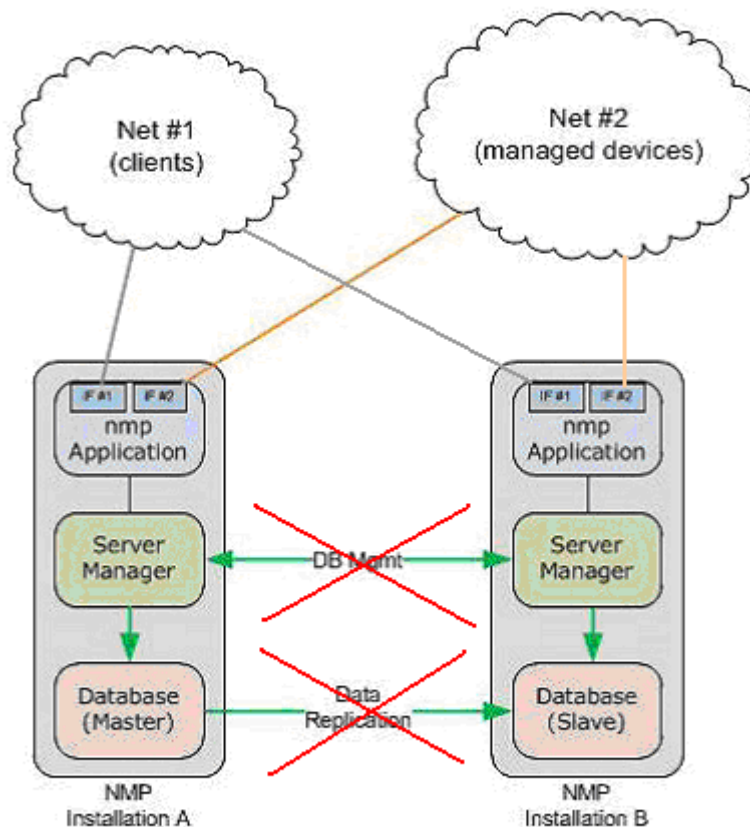 Net #1
(clients)
Net #2
(managed devices)
IF #1
IF #2
nmp
Application
IF #1
IF #2
nmp
Application
Server
Manager
DB Mgmt
Server
Manager
Database
(Master)
Data
Replication
Database
(Slave)
NMP
Installation A
NMP
Installation B